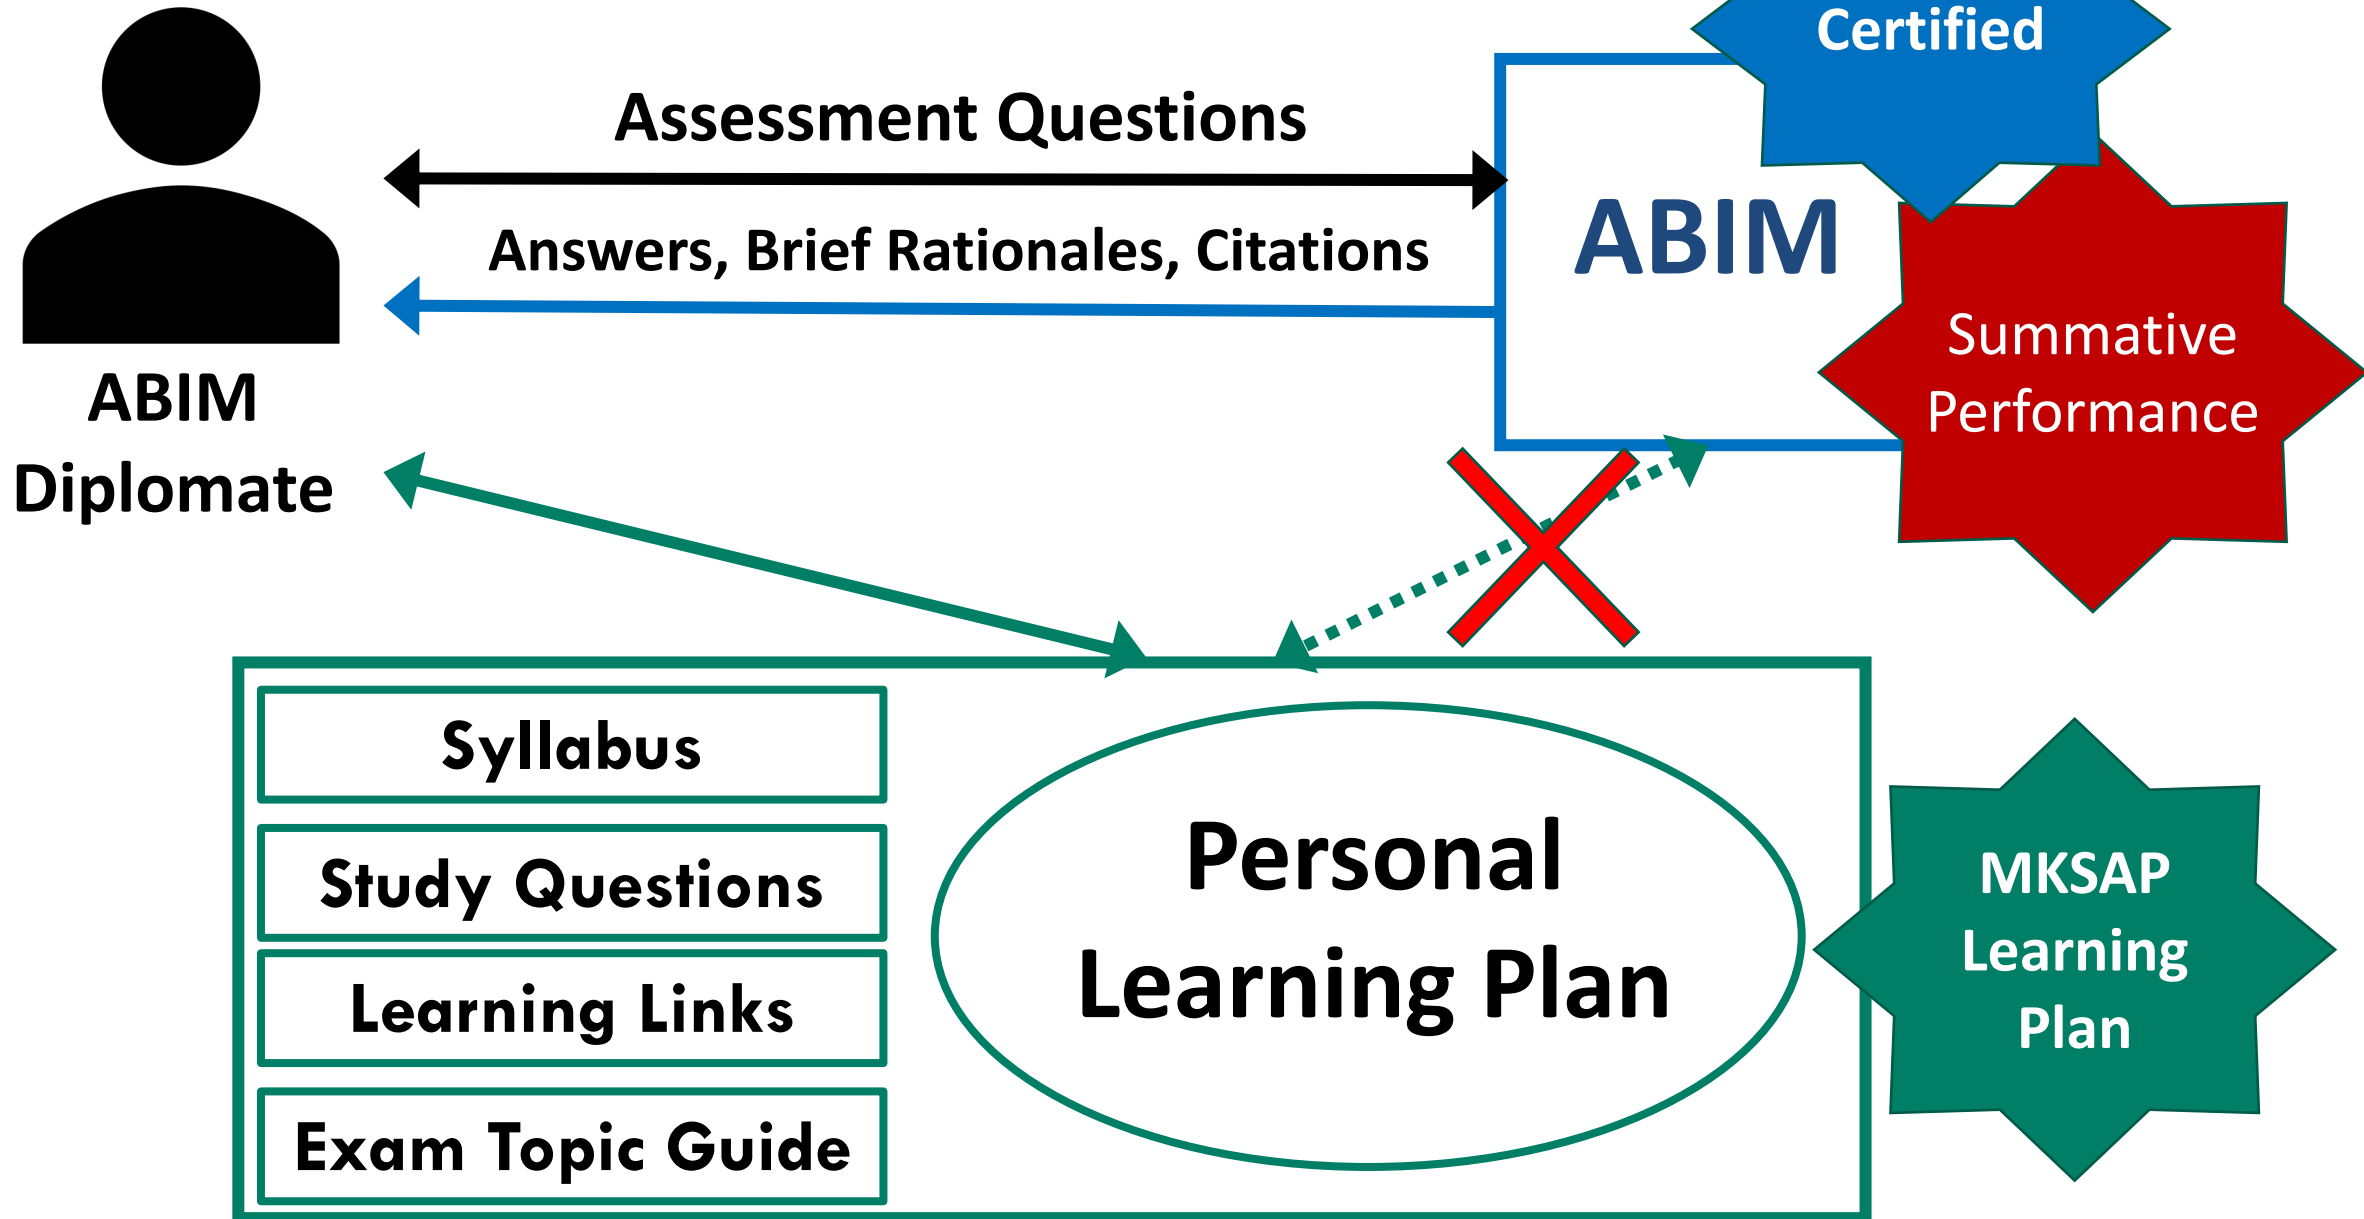 Certified
Assessment Questions
Answers, Brief Rationales, Citations
ABIM
Summative
Performance
ABIM
Diplomate
Syllabus
Study Questions
Learning Links
Exam Topic Guide
Personal
Learning Plan
MKSAP
Learning
Plan